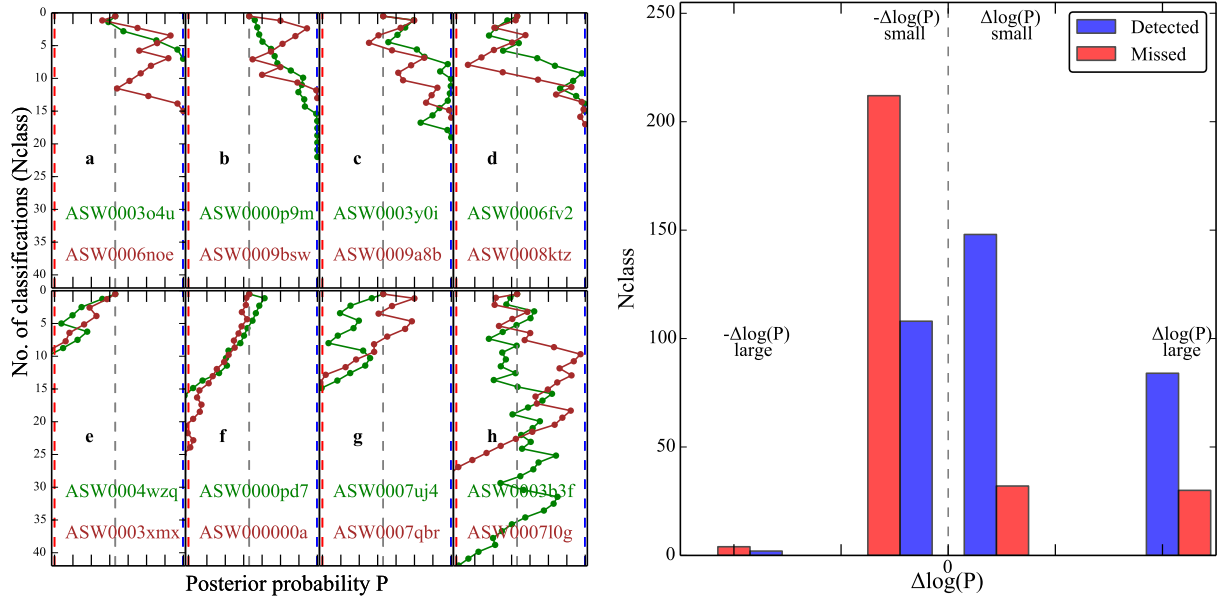 No. of classifications (Nclass)
0
5
10
15
20
25
30
35
40
a
b
c
d
ASW0003o4u
ASW0000p9m
ASW0003y0i
ASW0006fv2
ASW0006noe
ASW0009bsw
ASW0009a8b
ASW0008ktz
0
5
10
15
20
25
30
35
40
e
f
g
h
ASW0004wzq
ASW0000pd7
ASW0007uj4
ASW0003b3f
ASW0003xmx
ASW000000a
ASW0007qbr
ASW0007l0g
Posterior probability P
Nclass
250
200
150
100
50
0
-Δlog(P)
small
Δlog(P)
small
Detected
Missed
-Δlog(P)
large
Δlog(P)
large
0
Δlog(P)